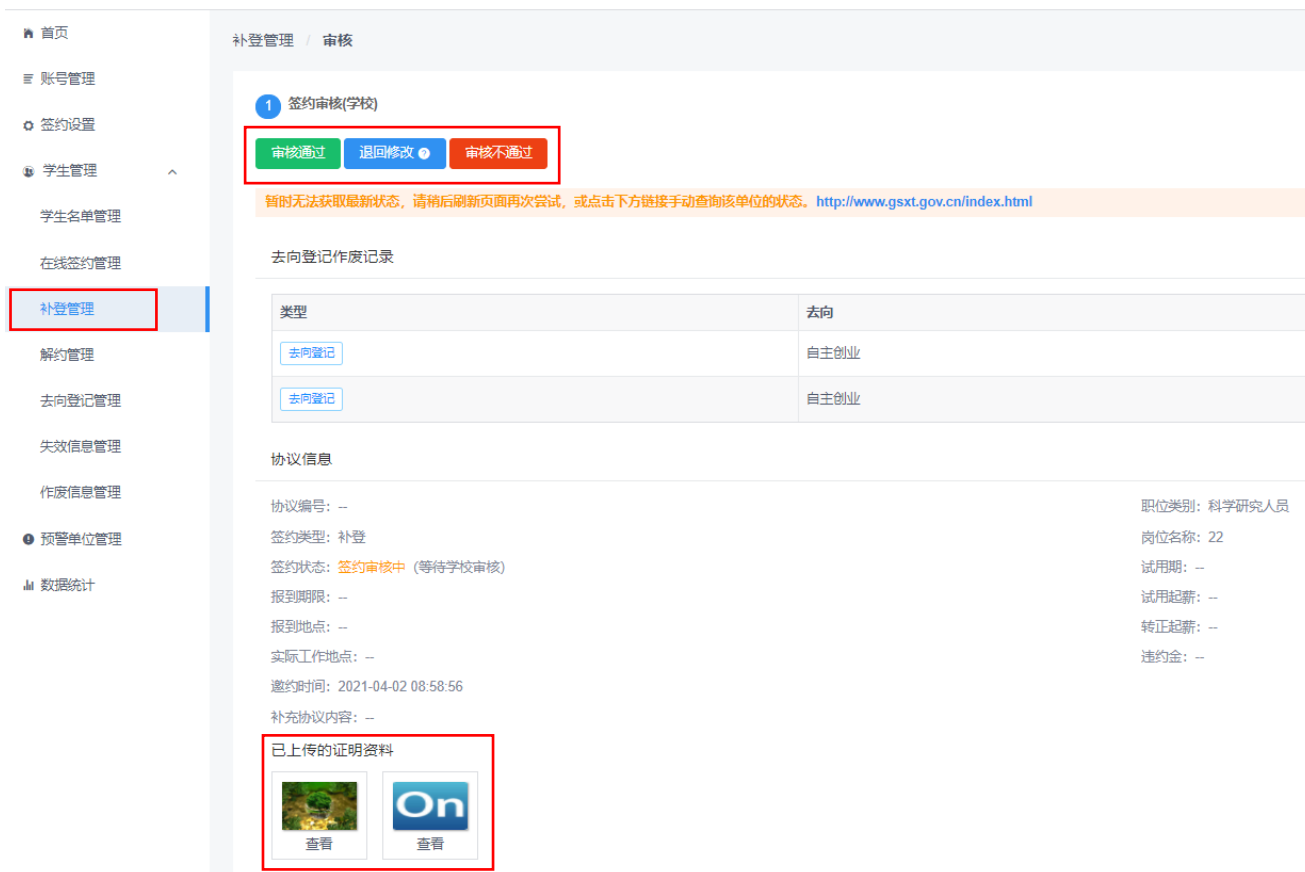 首页
账号管理
签约设置
学生管理
学生名单管理
在线签约管理
补登管理
解约管理
去向登记管理
失效信息管理
作废信息管理
预警单位管理
数据统计
补登管理 / 审核
1 签约审核(学校)
审核通过 退回修改 ? 审核不通过
暂时无法获取最新状态，请稍后刷新页面再次尝试，或点击下方链接手动查询该单位的状态。http://www.gsxt.gov.cn/index.html
去向登记作废记录
类型 去向
去向登记 自主创业
去向登记 自主创业
协议信息
协议编号：-- 职位类别：科学研究人员
签约类型：补登 岗位名称：22
签约状态：签约审核中（等待学校审核） 试用期：--
报到期限：-- 试用起薪：--
报到地点：-- 转正起薪：--
实际工作地点：-- 违约金：--
邀约时间：2021-04-02 08:58:56
补充协议内容：--
已上传的证明资料
On
查看 查看